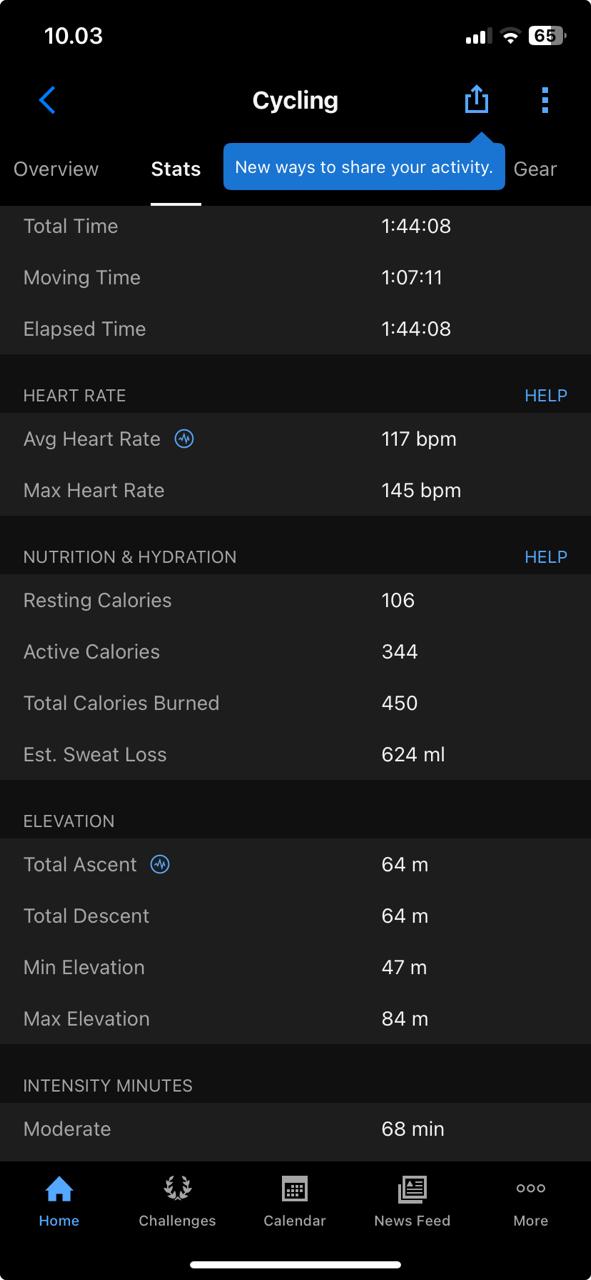 10.03
65
Cycling
Overview
Stats
New ways to share your activity.
Gear
Total Time 1:44:08
Moving Time 1:07:11
Elapsed Time 1:44:08
HEART RATE HELP
Avg Heart Rate 117 bpm
Max Heart Rate 145 bpm
NUTRITION & HYDRATION HELP
Resting Calories 106
Active Calories 344
Total Calories Burned 450
Est. Sweat Loss 624 ml
ELEVATION
Total Ascent 64 m
Total Descent 64 m
Min Elevation 47 m
Max Elevation 84 m
INTENSITY MINUTES
Moderate 68 min
Home Challenges Calendar News Feed More